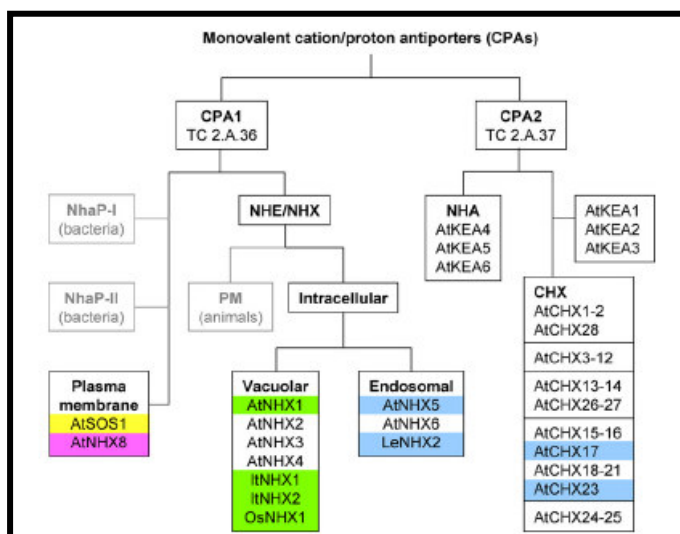 Monovalent cation/proton antiporters (CPAs)
CPA1
TC 2.A.36
CPA2
TC 2.A.37
NhaP-I
(bacteria)
NHE/NHX
NHA
AtKEA4
AtKEA5
AtKEA6
AtKEA1
AtKEA2
AtKEA3
NhaP-II
(bacteria)
PM
(animals)
Intracellular
CHX
AtCHX1-2
AtCHX28
AtCHX3-12
AtCHX13-14
AtCHX26-27
AtCHX15-16
AtCHX17
AtCHX18-21
AtCHX23
AtCHX24-25
Plasma
membrane
AtSOS1
AtNHX8
Vacuolar
AtNHX1
AtNHX2
AtNHX3
AtNHX4
ItNHX1
ItNHX2
OsNHX1
Endosomal
AtNHX5
AtNHX6
LeNHX2